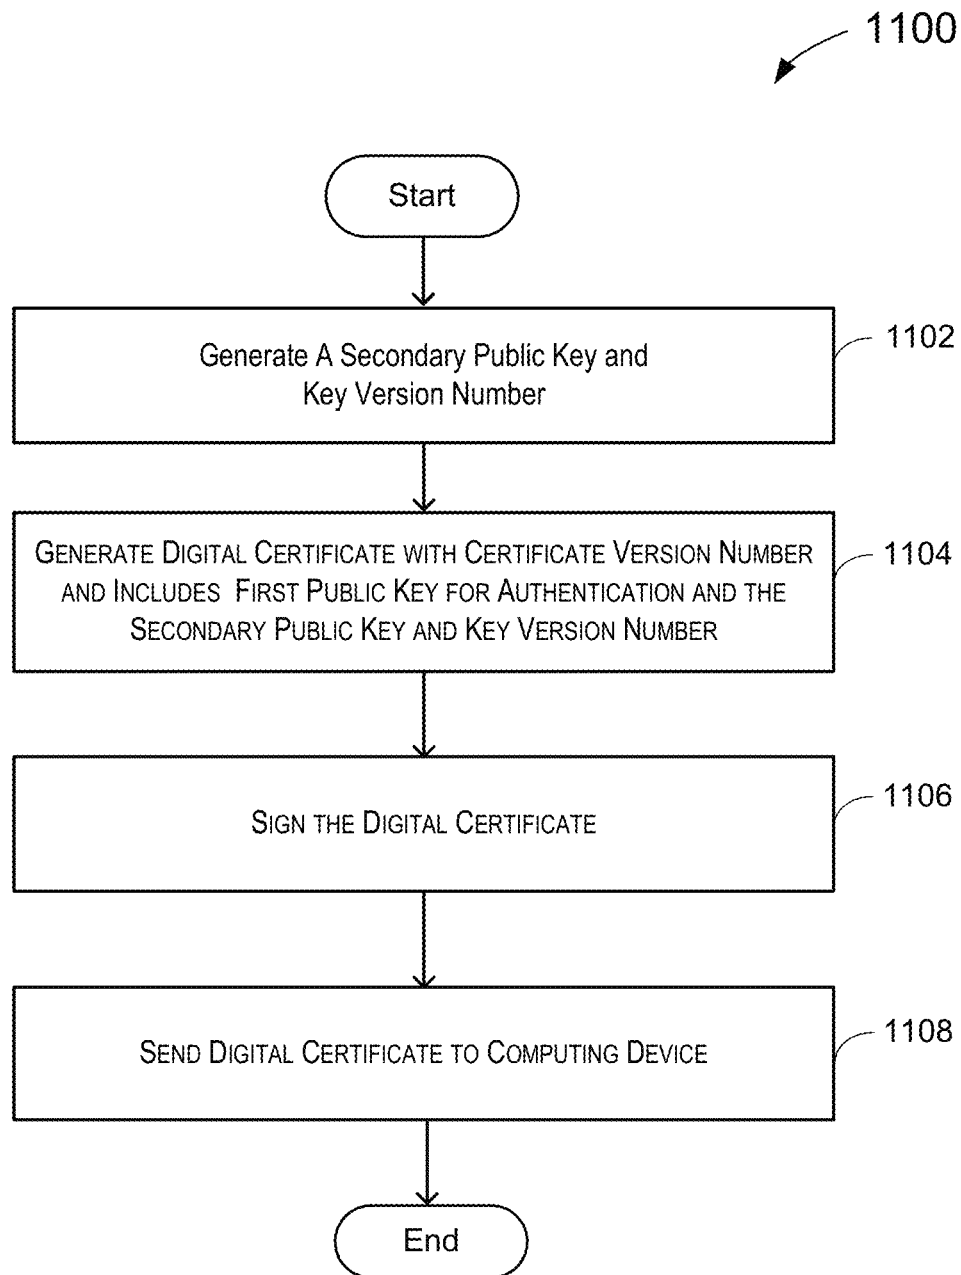 1100
Start
Generate A Secondary Public Key and
Key Version Number
1102
GENERATE DIGITAL CERTIFICATE WITH CERTIFICATE VERSION NUMBER
AND INCLUDES FIRST PUBLIC KEY FOR AUTHENTICATION AND THE
SECONDARY PUBLIC KEY AND KEY VERSION NUMBER
1104
SIGN THE DIGITAL CERTIFICATE
1106
SEND DIGITAL CERTIFICATE TO COMPUTING DEVICE
1108
End